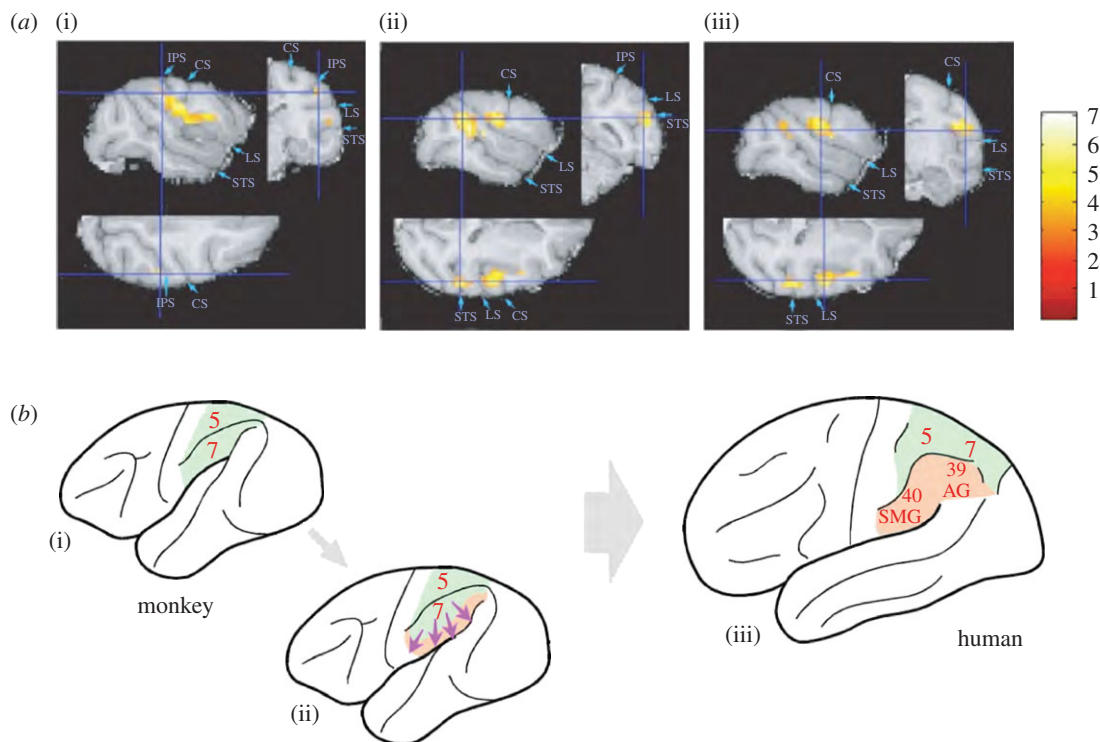 (a) (i) (ii) (iii)
IPS CS
CS
IPS
LS
STS
LS
STS
IPS CS
CS
IPS
LS
STS
LS
STS
STS LS CS
CS
CS
LS
STS
LS
STS
STS LS
7
6
5
4
3
2
1
(b)
5
7
(i)
monkey
5
7
(ii)
5 7
39
AG
40
SMG
(iii)
human